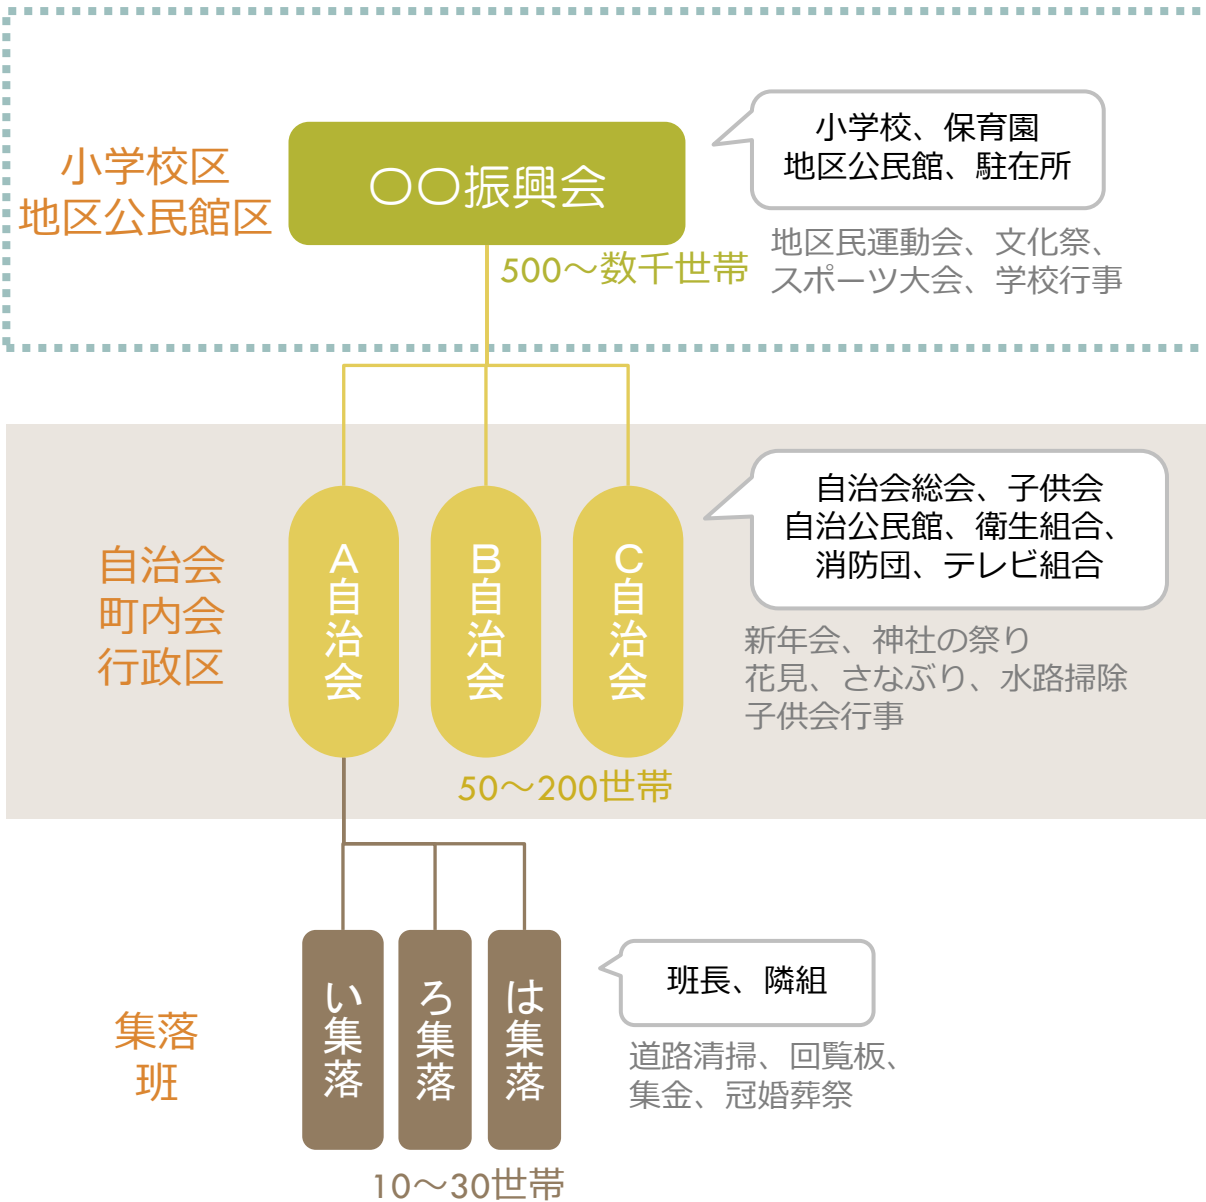 小学校区
地区公民館区
〇〇振興会
500～数千世帯
小学校、保育園
地区公民館、駐在所
地区民運動会、文化祭、
スポーツ大会、学校行事
自治会
町内会
行政区
A自治会
B自治会
C自治会
50～200世帯
自治会総会、子供会
自治公民館、衛生組合、
消防団、テレビ組合
新年会、神社の祭り
花見、さなぶり、水路掃除
子供会行事
集落
班
い集落
ろ集落
は集落
10～30世帯
班長、隣組
道路清掃、回覧板、
集金、冠婚葬祭